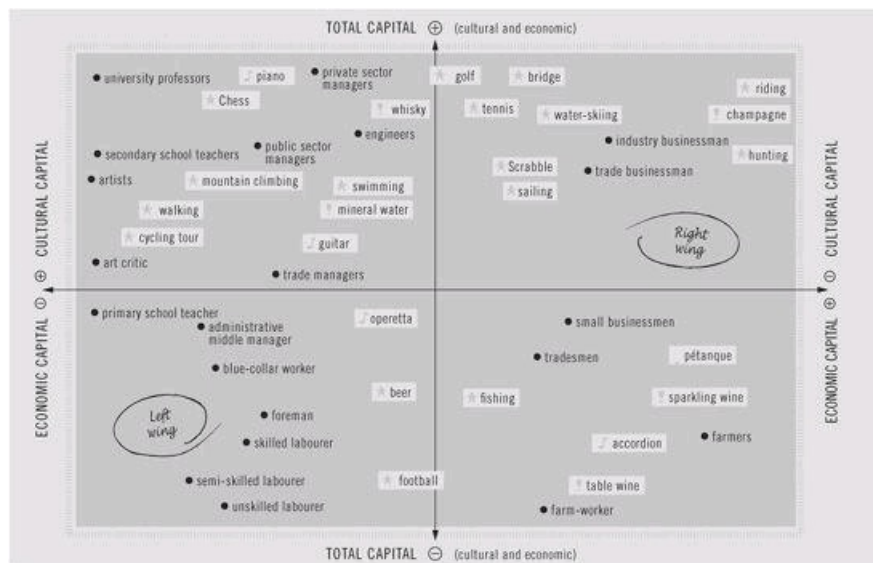 TOTAL CAPITAL ⊕ (cultural and economic)
university professors
piano
private sector
managers
golf
bridge
riding
Chess
whisky
tennis
water-skiing
champagne
engineers
industry businessman
secondary school teachers
public sector
managers
hunting
Scrabble
trade businessman
artists
mountain climbing
swimming
sailing
walking
mineral water
cycling tour
guitar
Right
wing
art critic
trade managers
ECONOMIC CAPITAL ⊖ ⊕ CULTURAL CAPITAL
ECONOMIC CAPITAL ⊕ ⊖ CULTURAL CAPITAL
primary school teacher
operetta
small businessmen
administrative
middle manager
tradesmen
pétanque
blue-collar worker
beer
fishing
sparkling wine
Left
wing
foreman
skilled labourer
accordion
farmers
semi-skilled labourer
football
table wine
unskilled labourer
farm-worker
TOTAL CAPITAL ⊖ (cultural and economic)